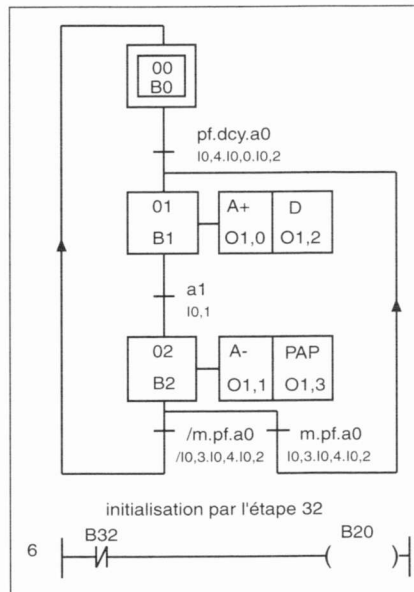 00
B0
pf.dcy.a0
I0,4.I0,0.I0,2
01 A+ D
B1 O1,0 O1,2
a1
I0,1
02 A- PAP
B2 O1,1 O1,3
/m.pf.a0 m.pf.a0
/I0,3.I0,4.I0,2 I0,3.I0,4.I0,2
initialisation par l'étape 32
B32 B20
6